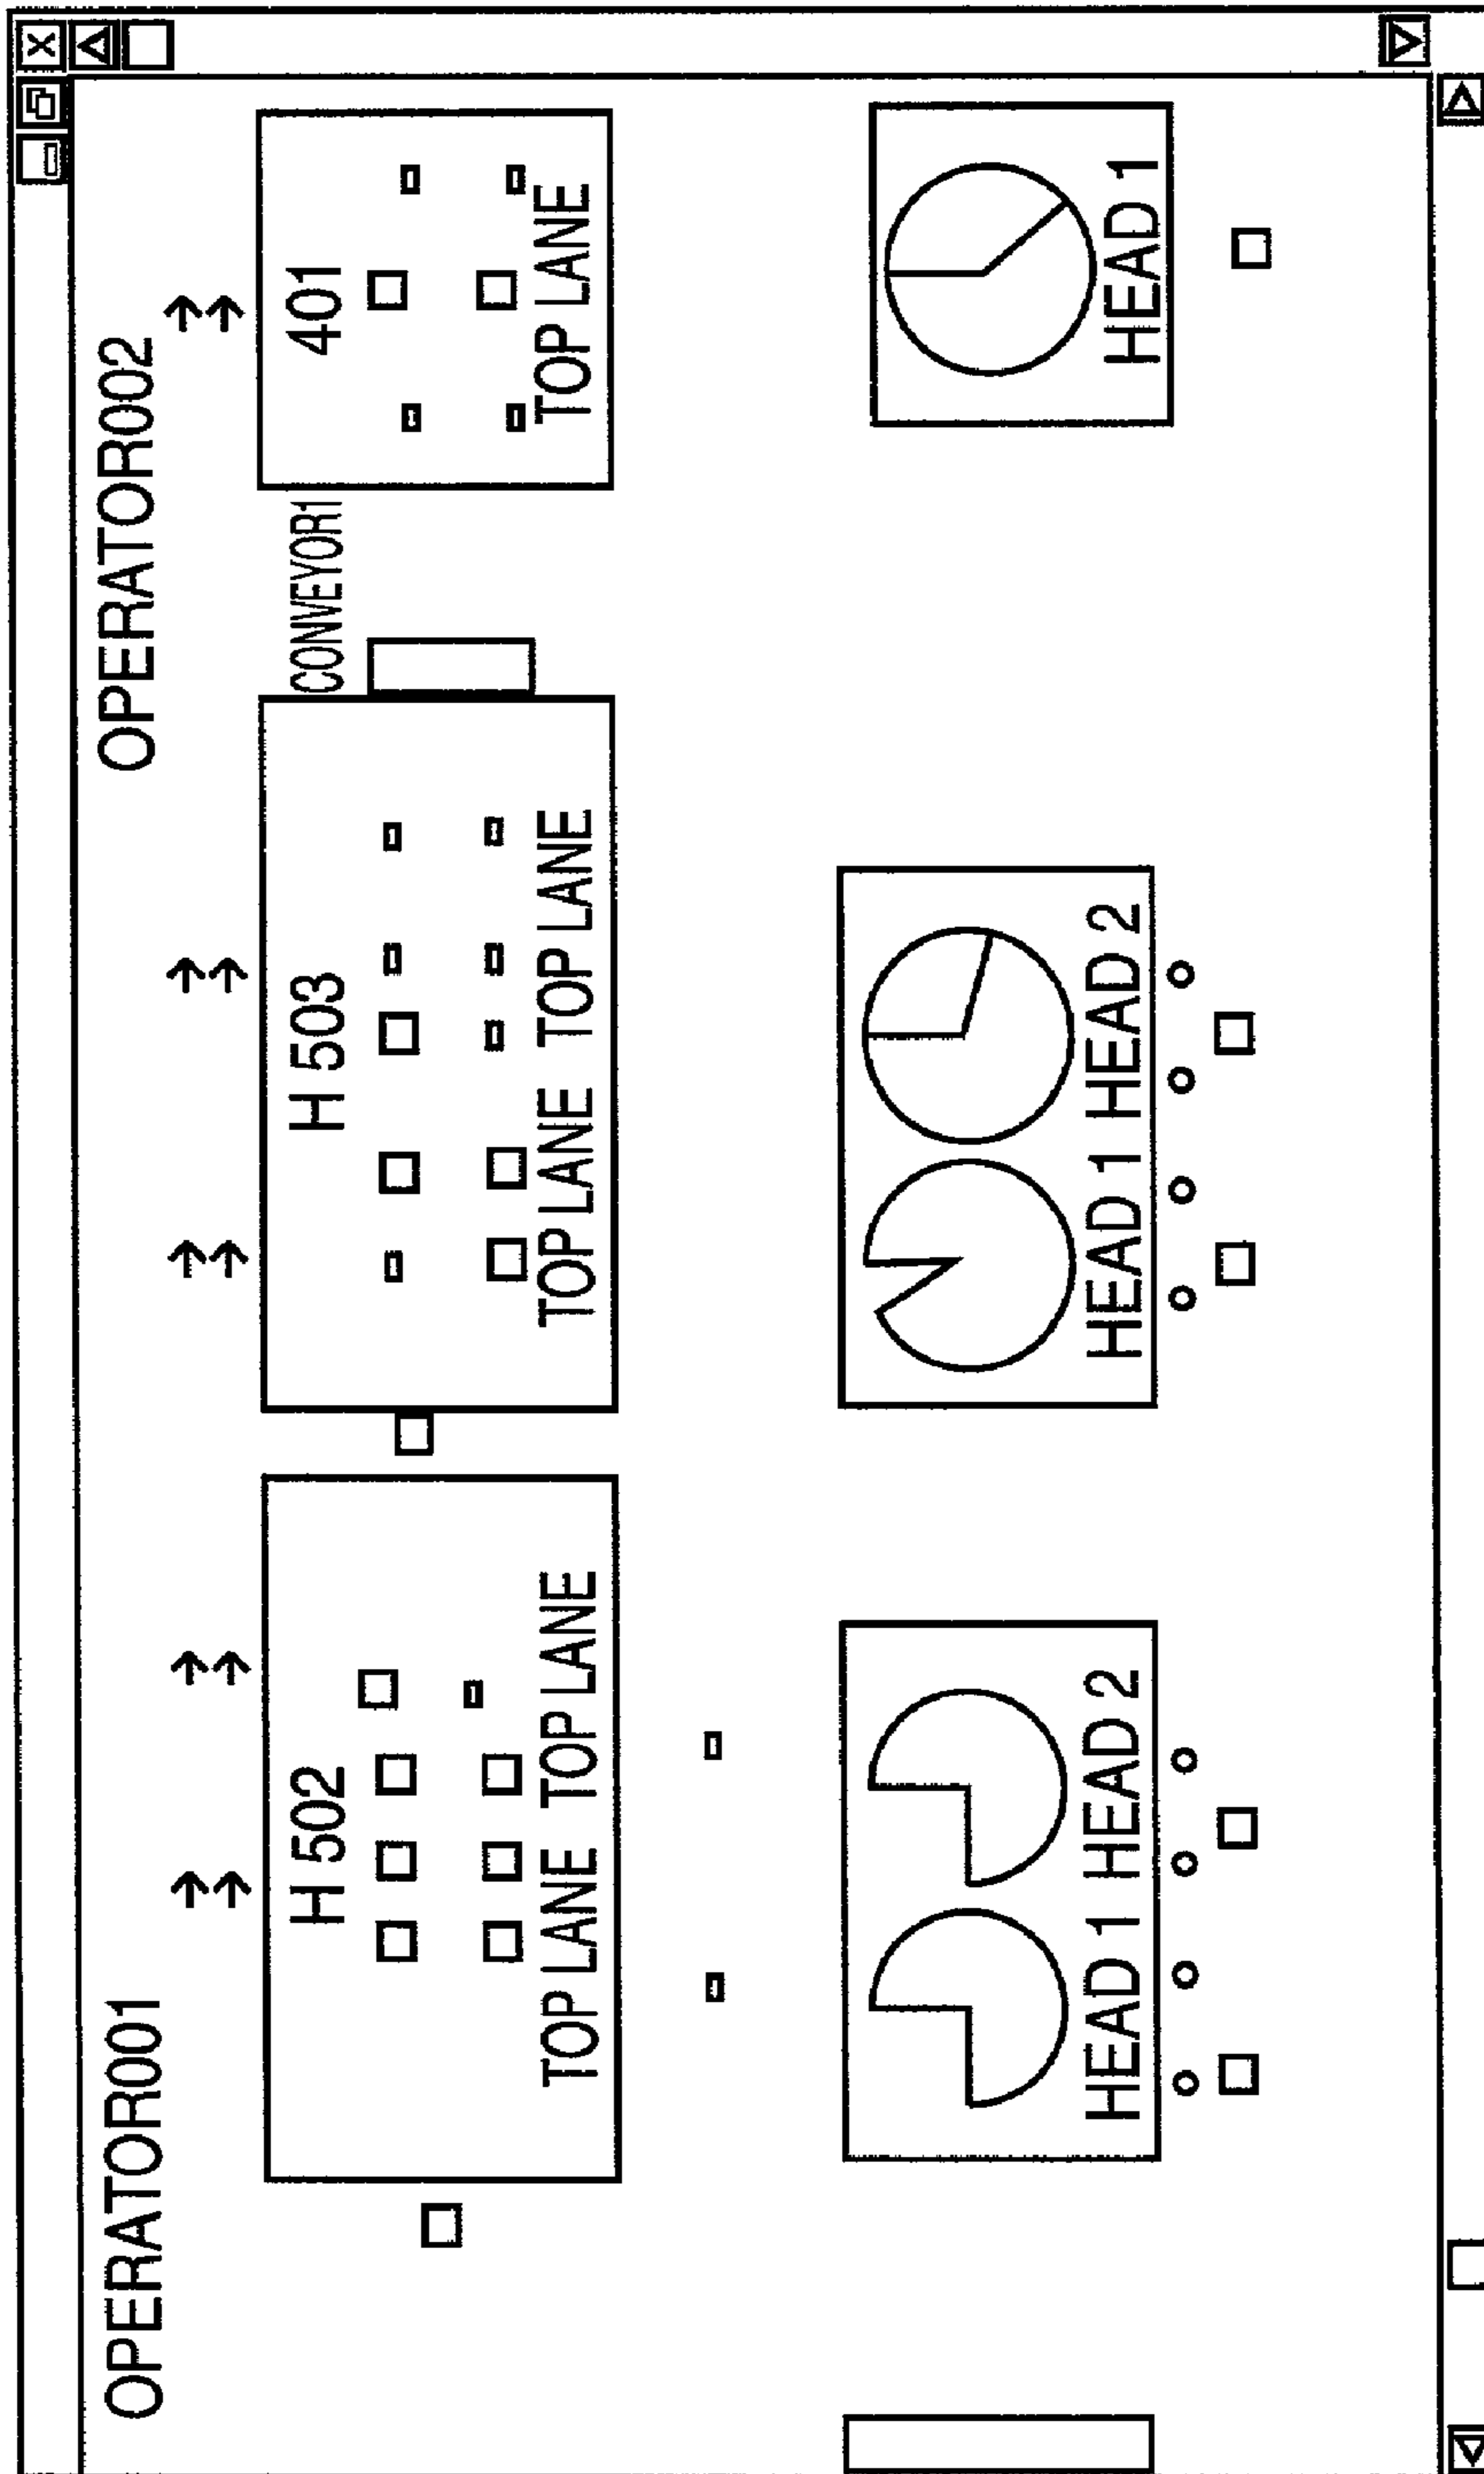 X
OPERATOR001 OPERATOR002
H 502 H 503 CONVEYOR1 401
TOP LANE TOP LANE TOP LANE TOP LANE TOP LANE
HEAD 1 HEAD 2 HEAD 1 HEAD 2 HEAD 1